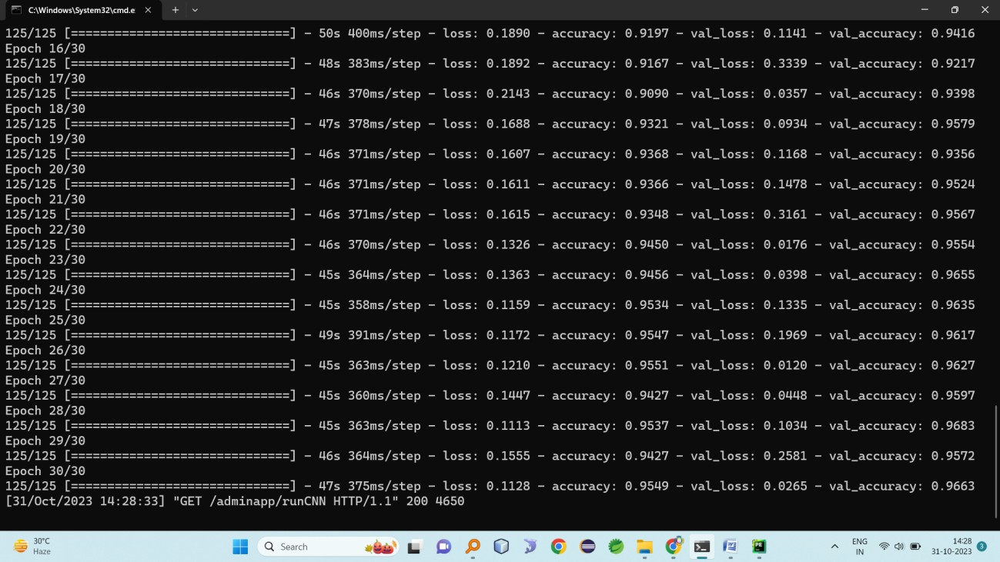 C:\Windows\System32\cmd.e
125/125 [==============================] - 50s 400ms/step - loss: 0.1890 - accuracy: 0.9197 - val_loss: 0.1141 - val_accuracy: 0.9416
Epoch 16/30
125/125 [==============================] - 48s 383ms/step - loss: 0.1892 - accuracy: 0.9167 - val_loss: 0.3339 - val_accuracy: 0.9217
Epoch 17/30
125/125 [==============================] - 46s 370ms/step - loss: 0.2143 - accuracy: 0.9090 - val_loss: 0.0357 - val_accuracy: 0.9398
Epoch 18/30
125/125 [==============================] - 47s 378ms/step - loss: 0.1688 - accuracy: 0.9321 - val_loss: 0.0934 - val_accuracy: 0.9579
Epoch 19/30
125/125 [==============================] - 46s 371ms/step - loss: 0.1607 - accuracy: 0.9368 - val_loss: 0.1168 - val_accuracy: 0.9356
Epoch 20/30
125/125 [==============================] - 46s 371ms/step - loss: 0.1611 - accuracy: 0.9366 - val_loss: 0.1478 - val_accuracy: 0.9524
Epoch 21/30
125/125 [==============================] - 46s 371ms/step - loss: 0.1615 - accuracy: 0.9348 - val_loss: 0.3161 - val_accuracy: 0.9567
Epoch 22/30
125/125 [==============================] - 46s 370ms/step - loss: 0.1326 - accuracy: 0.9450 - val_loss: 0.0176 - val_accuracy: 0.9554
Epoch 23/30
125/125 [==============================] - 45s 364ms/step - loss: 0.1363 - accuracy: 0.9456 - val_loss: 0.0398 - val_accuracy: 0.9655
Epoch 24/30
125/125 [==============================] - 45s 358ms/step - loss: 0.1159 - accuracy: 0.9534 - val_loss: 0.1335 - val_accuracy: 0.9635
Epoch 25/30
125/125 [==============================] - 49s 391ms/step - loss: 0.1172 - accuracy: 0.9547 - val_loss: 0.1969 - val_accuracy: 0.9617
Epoch 26/30
125/125 [==============================] - 45s 363ms/step - loss: 0.1210 - accuracy: 0.9551 - val_loss: 0.0120 - val_accuracy: 0.9627
Epoch 27/30
125/125 [==============================] - 45s 360ms/step - loss: 0.1447 - accuracy: 0.9427 - val_loss: 0.0448 - val_accuracy: 0.9597
Epoch 28/30
125/125 [==============================] - 45s 363ms/step - loss: 0.1113 - accuracy: 0.9537 - val_loss: 0.1034 - val_accuracy: 0.9683
Epoch 29/30
125/125 [==============================] - 46s 364ms/step - loss: 0.1555 - accuracy: 0.9427 - val_loss: 0.2581 - val_accuracy: 0.9572
Epoch 30/30
125/125 [==============================] - 47s 375ms/step - loss: 0.1128 - accuracy: 0.9549 - val_loss: 0.0265 - val_accuracy: 0.9663
[31/Oct/2023 14:28:33] "GET /adminapp/runCNN HTTP/1.1" 200 4650
30°C
Haze
Search
PE
ENG
IN
14:28
31-10-2023
3